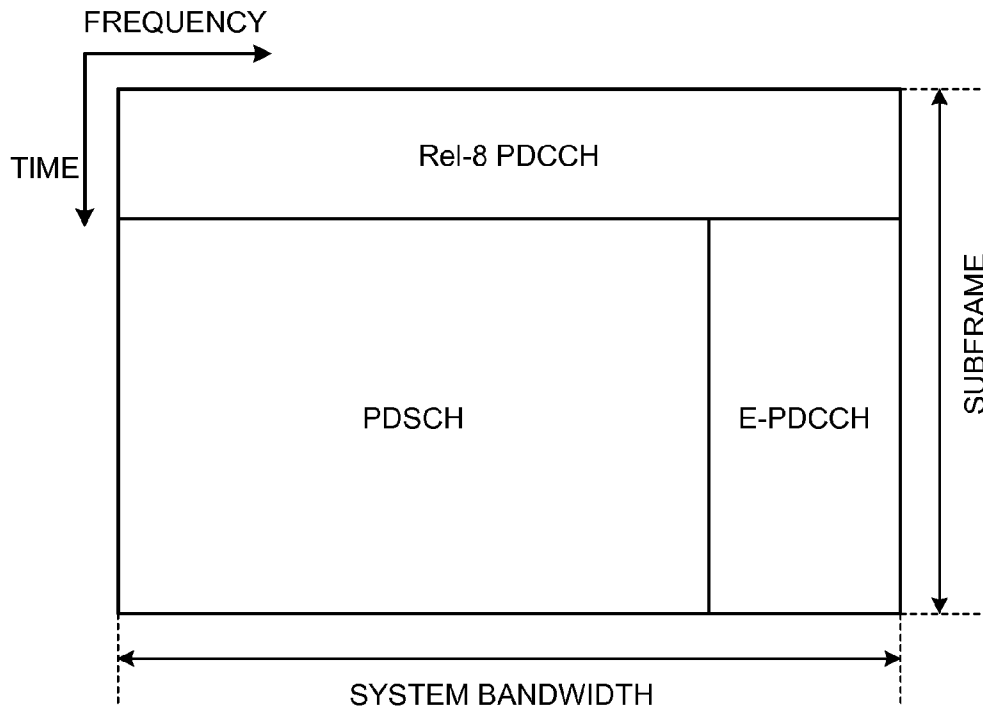 FREQUENCY
TIME
Rel-8 PDCCH
PDSCH
E-PDCCH
SUBFRAME
SYSTEM BANDWIDTH